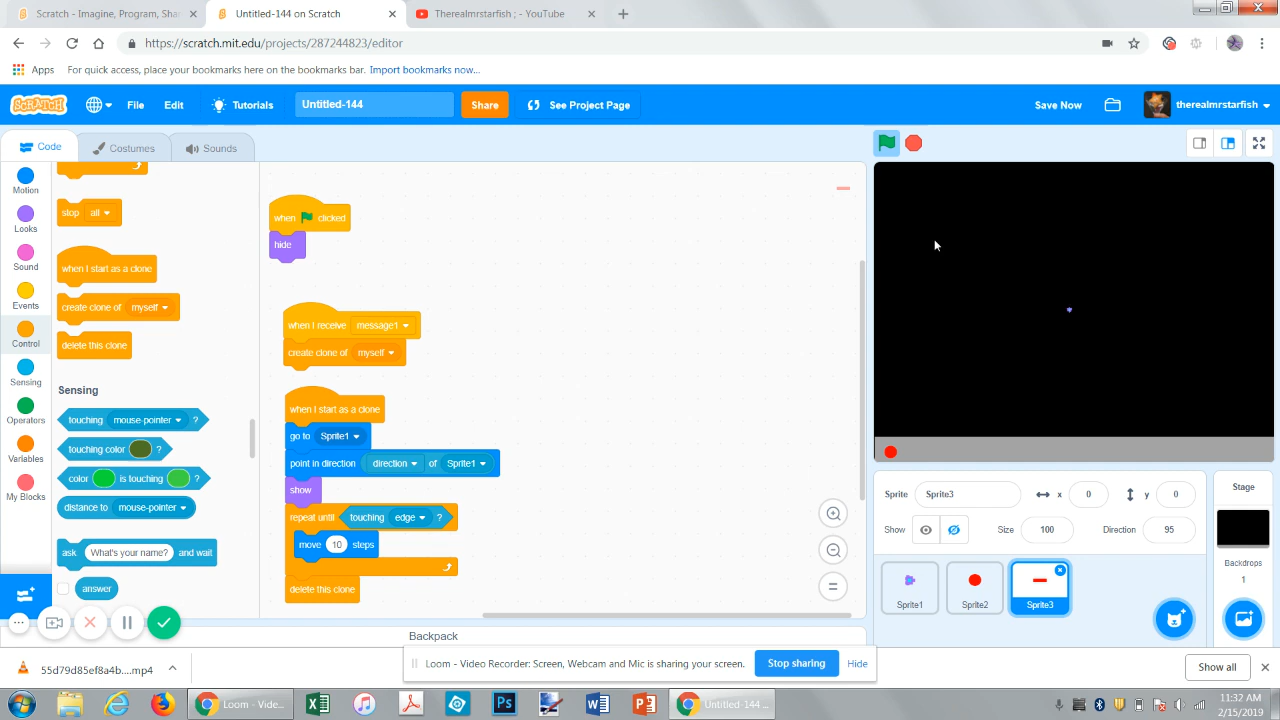 Scratch - Imagine, Program, Shar
Untitled-144 on Scratch
Therealmrstarfish ; - YouTube
https://scratch.mit.edu/projects/287244823/editor
Apps For quick access, place your bookmarks here on the bookmarks bar. Import bookmarks now...
SCRATCH File Edit Tutorials Untitled-144 Share See Project Page Save Now therealmrstarfish
Code Costumes Sounds
Motion
Looks
Sound
Events
Control
Sensing
Operators
Variables
My Blocks
stop all
when I start as a clone
create clone of myself
delete this clone
Sensing
touching mouse-pointer ?
touching color ?
color is touching ?
distance to mouse-pointer
ask What's your name? and wait
answer
when clicked
hide
when I receive message1
create clone of myself
when I start as a clone
go to Sprite1
point in direction direction of Sprite1
show
repeat until touching edge ?
move 10 steps
delete this clone
Backpack
Sprite Sprite3 x 0 y 0
Show Size 100 Direction 95
Sprite1
Sprite2
Sprite3
Stage
Backdrops
1
Loom - Video Recorder: Screen, Webcam and Mic is sharing your screen. Stop sharing Hide
55d79d85ef8a4b....mp4
Show all
Loom - Vide...
Untitled-144 ...
11:32 AM
2/15/2019